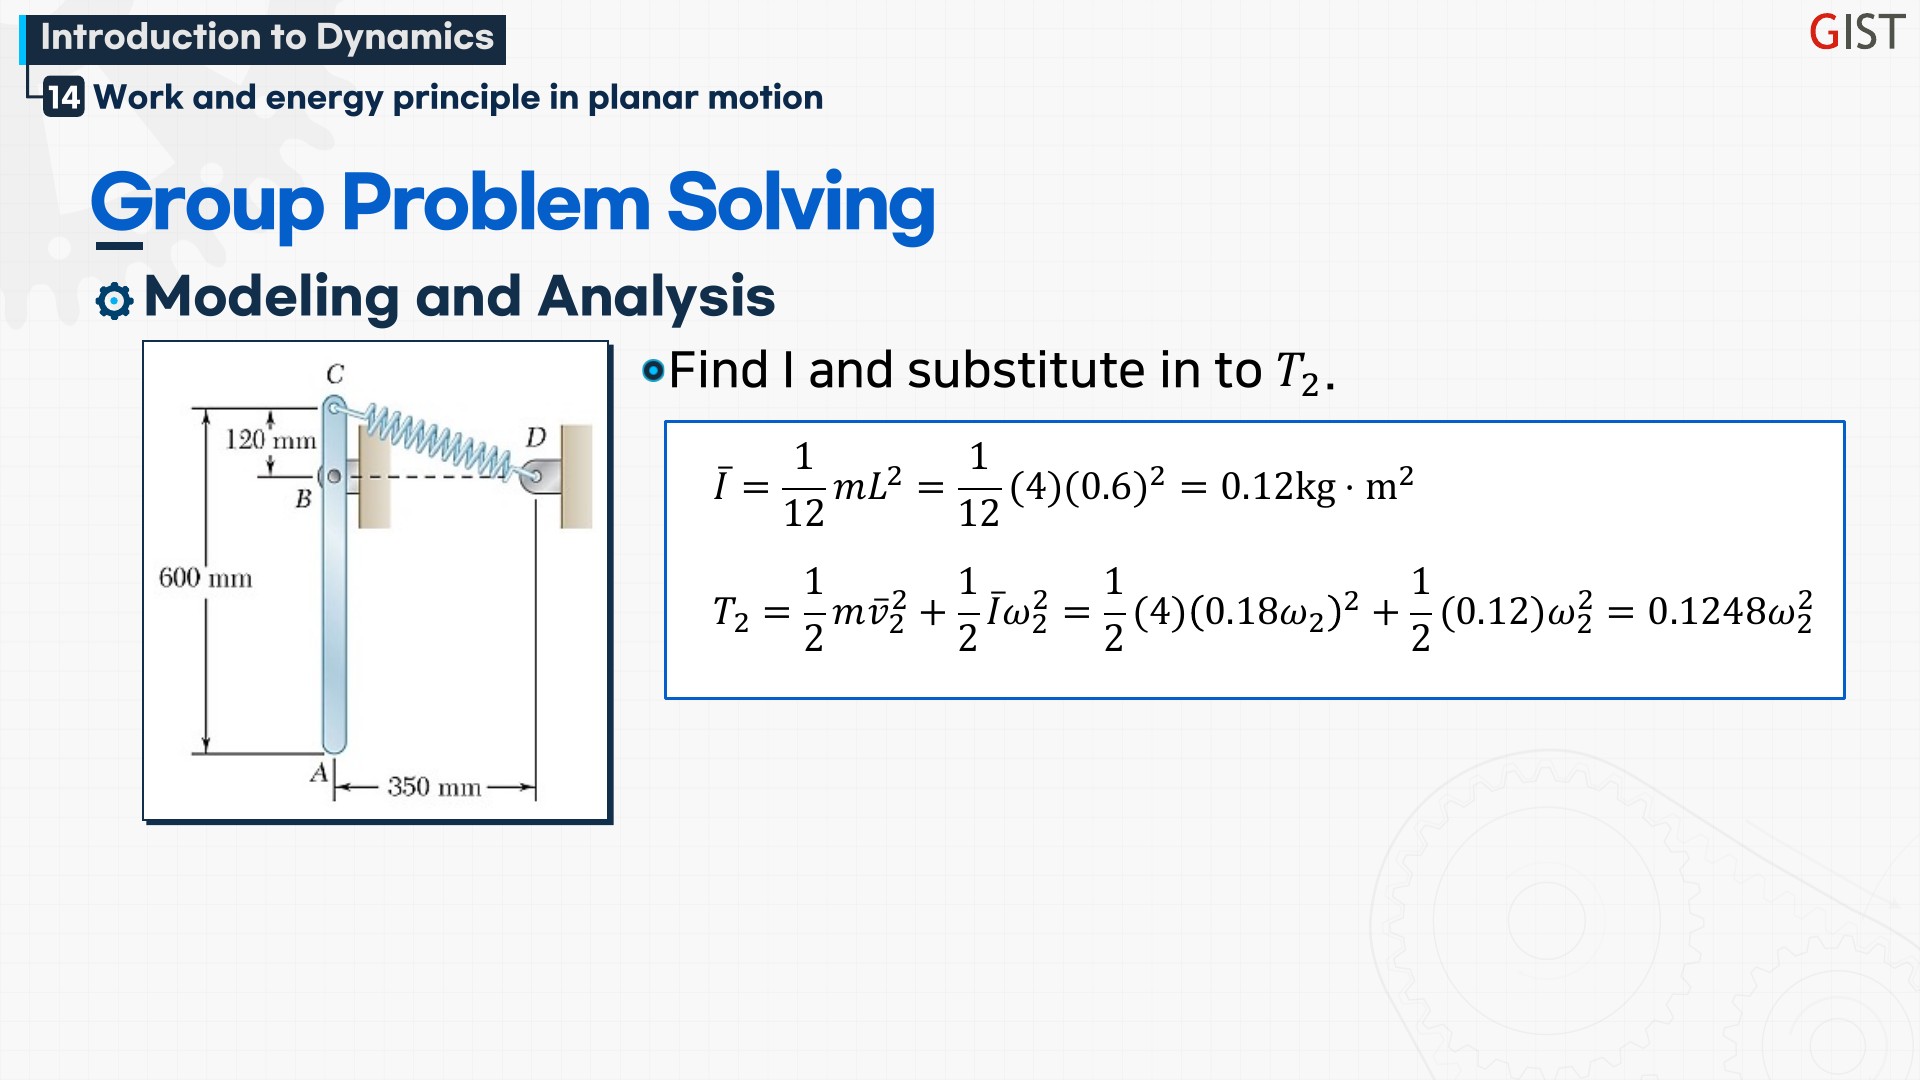 Introduction to Dynamics
GIST
14 Work and energy principle in planar motion
Group Problem Solving
Modeling and Analysis
C
120 mm
D
B
600 mm
A
350 mm
Find I and substitute in to T₂.
Ī = 1/12 mL² = 1/12 (4)(0.6)² = 0.12kg · m²
T₂ = 1/2 mv̄₂² + 1/2 Īω₂² = 1/2 (4)(0.18ω₂)² + 1/2 (0.12)ω₂² = 0.1248ω₂²